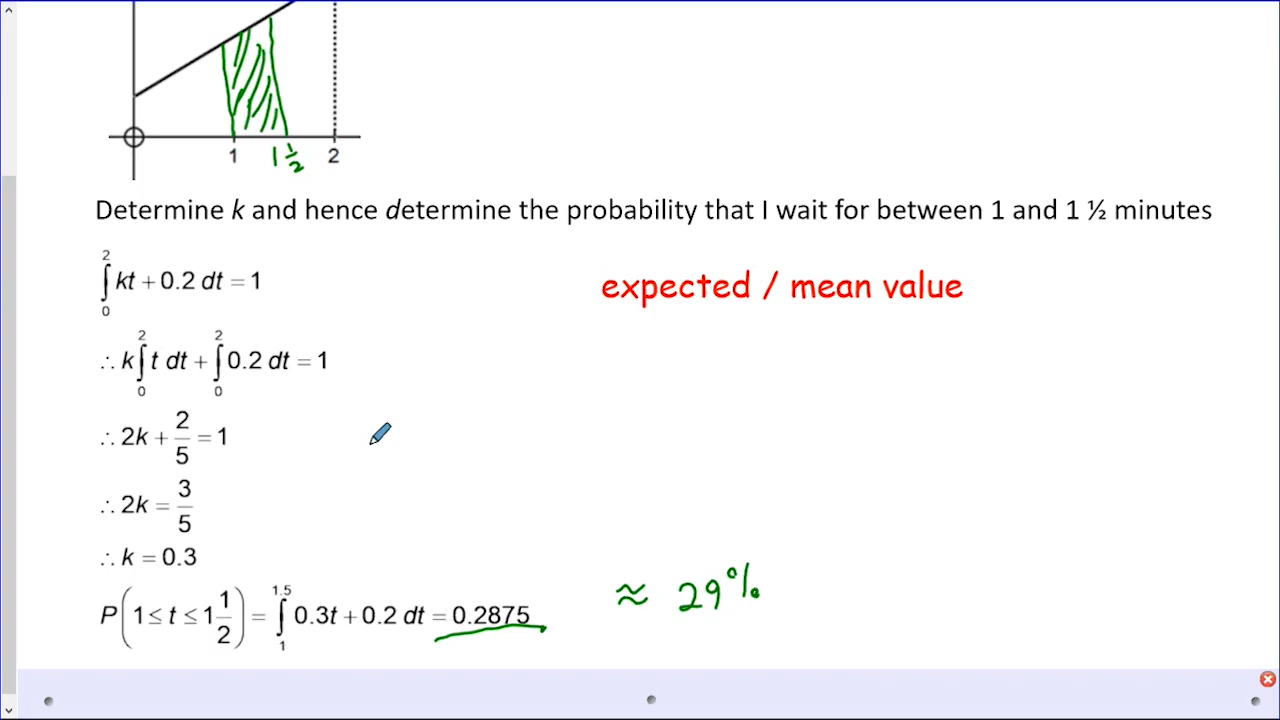 1 1 ½ 2
Determine k and hence determine the probability that I wait for between 1 and 1 ½ minutes
∫₀² kt + 0.2 dt = 1
expected / mean value
∴ k∫₀² t dt + ∫₀² 0.2 dt = 1
∴ 2k + 2/5 = 1
∴ 2k = 3/5
∴ k = 0.3
P(1 ≤ t ≤ 1 1/2) = ∫₁^1.5 0.3t + 0.2 dt = 0.2875 ≈ 29%